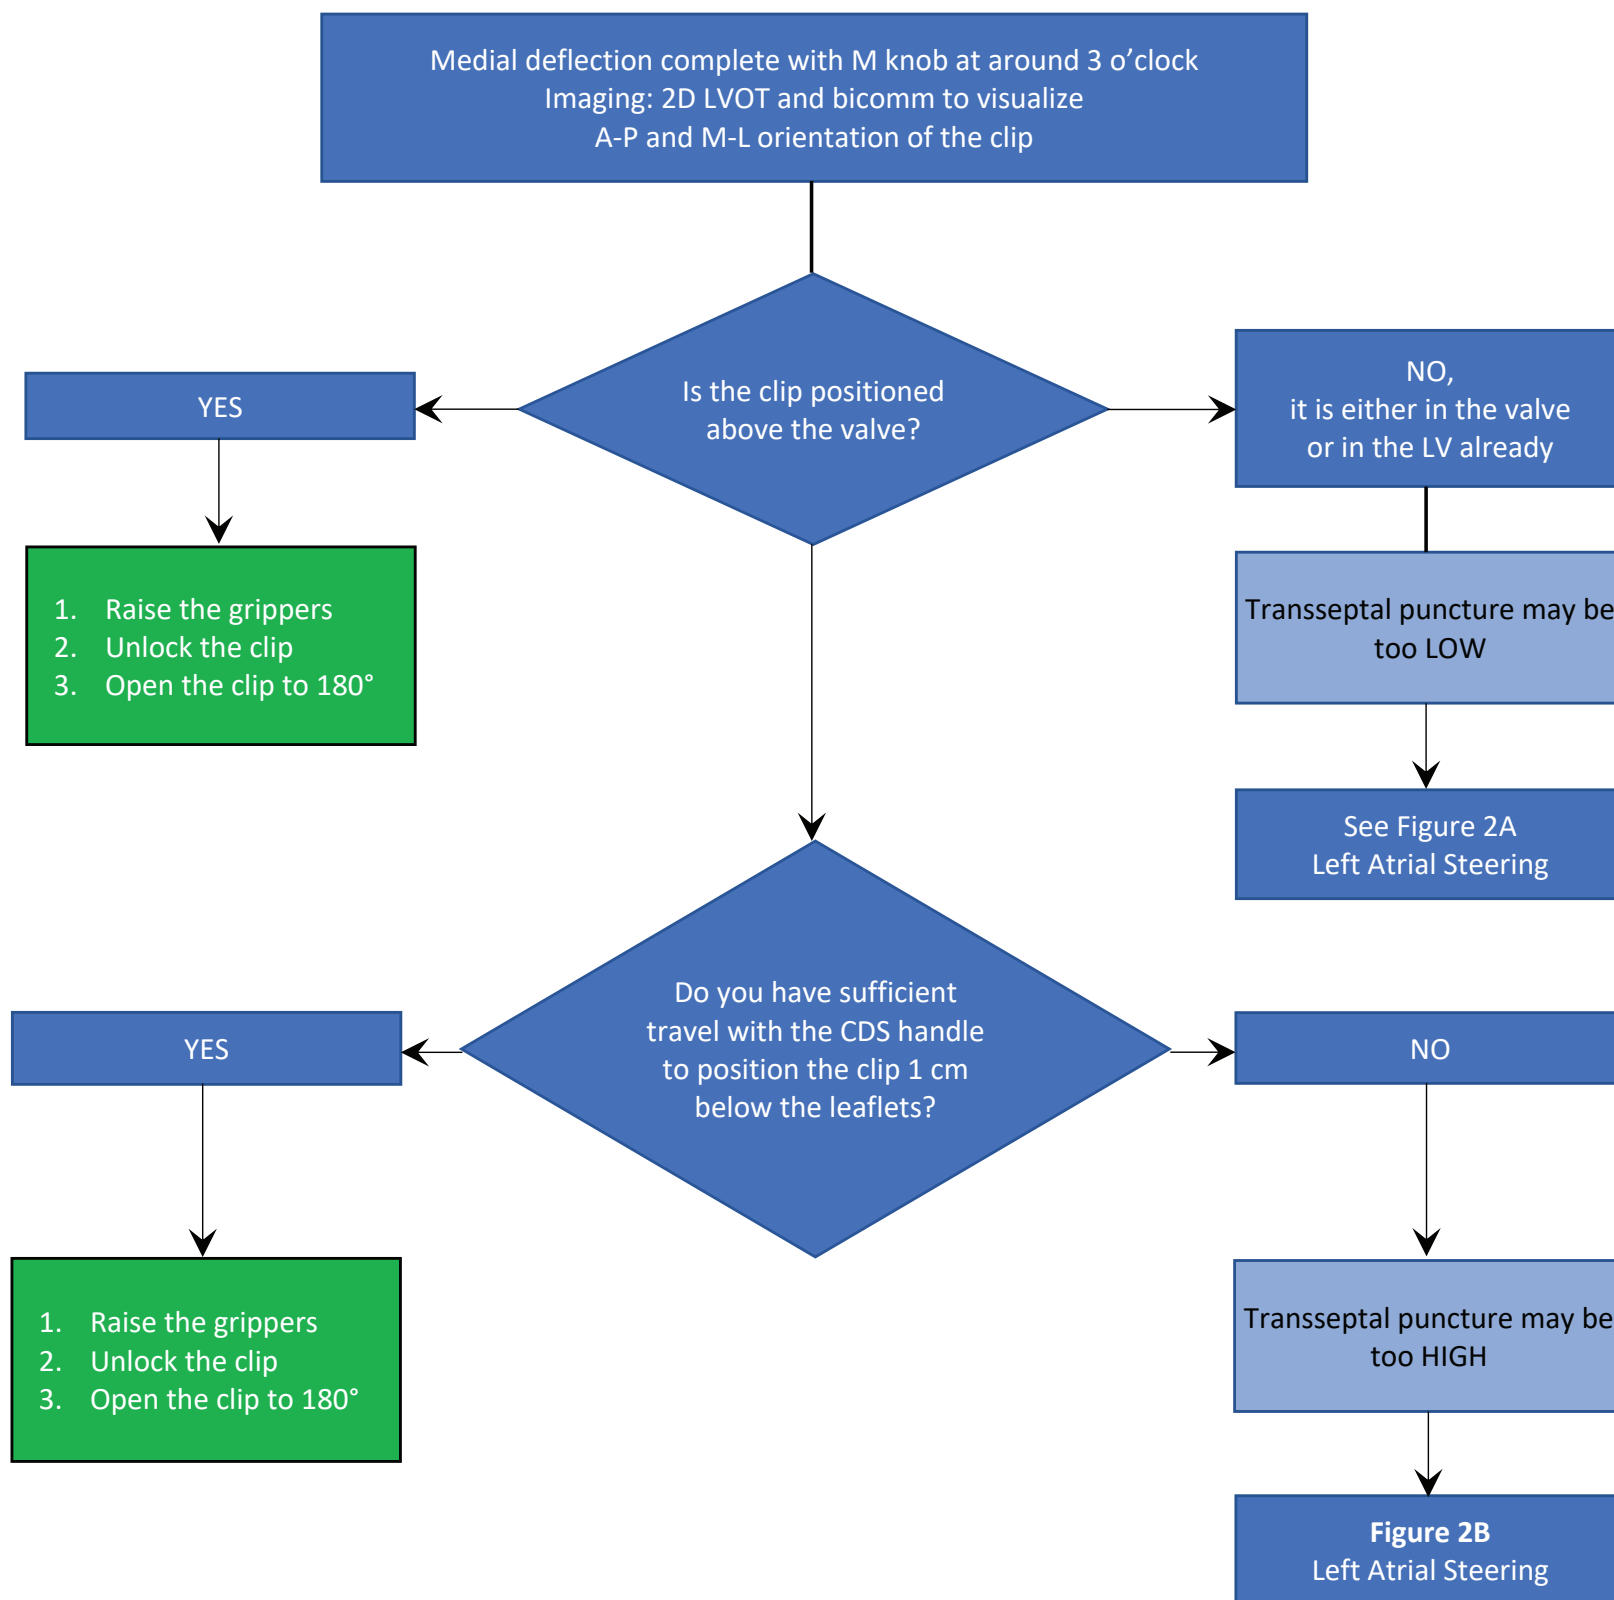 Medial deflection complete with M knob at around 3 o’clock
Imaging: 2D LVOT and bicomm to visualize
A-P and M-L orientation of the clip
Is the clip positioned
above the valve?
YES
NO,
it is either in the valve
or in the LV already
1. Raise the grippers
2. Unlock the clip
3. Open the clip to 180°
Transseptal puncture may be
too LOW
See Figure 2A
Left Atrial Steering
Do you have sufficient
travel with the CDS handle
to position the clip 1 cm
below the leaflets?
YES
NO
1. Raise the grippers
2. Unlock the clip
3. Open the clip to 180°
Transseptal puncture may be
too HIGH
Figure 2B
Left Atrial Steering